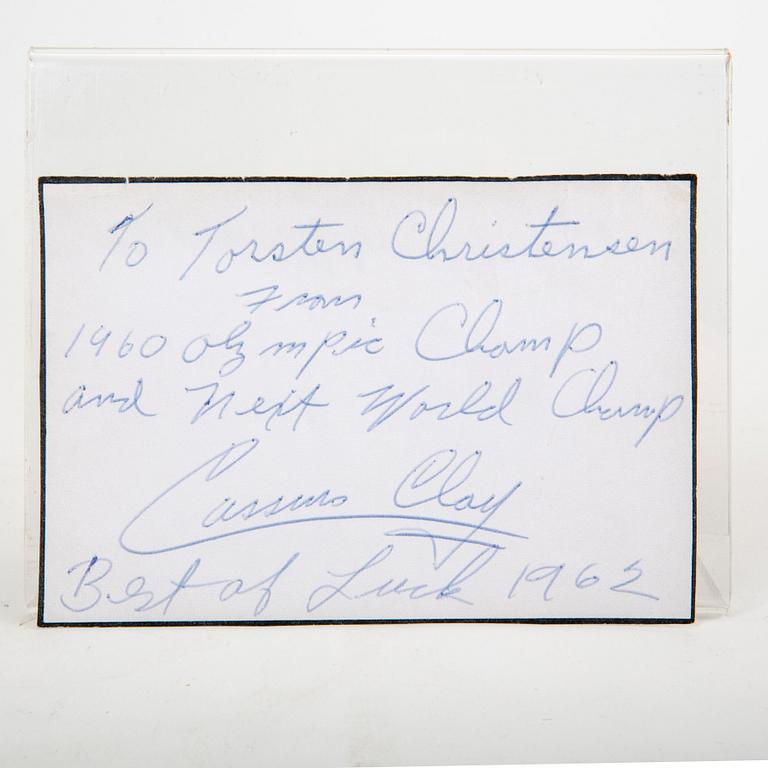 To Torsten Christensen
From
1960 Olympic Champ
and Next World Champ
Cassius Clay
Best of Luck 1962